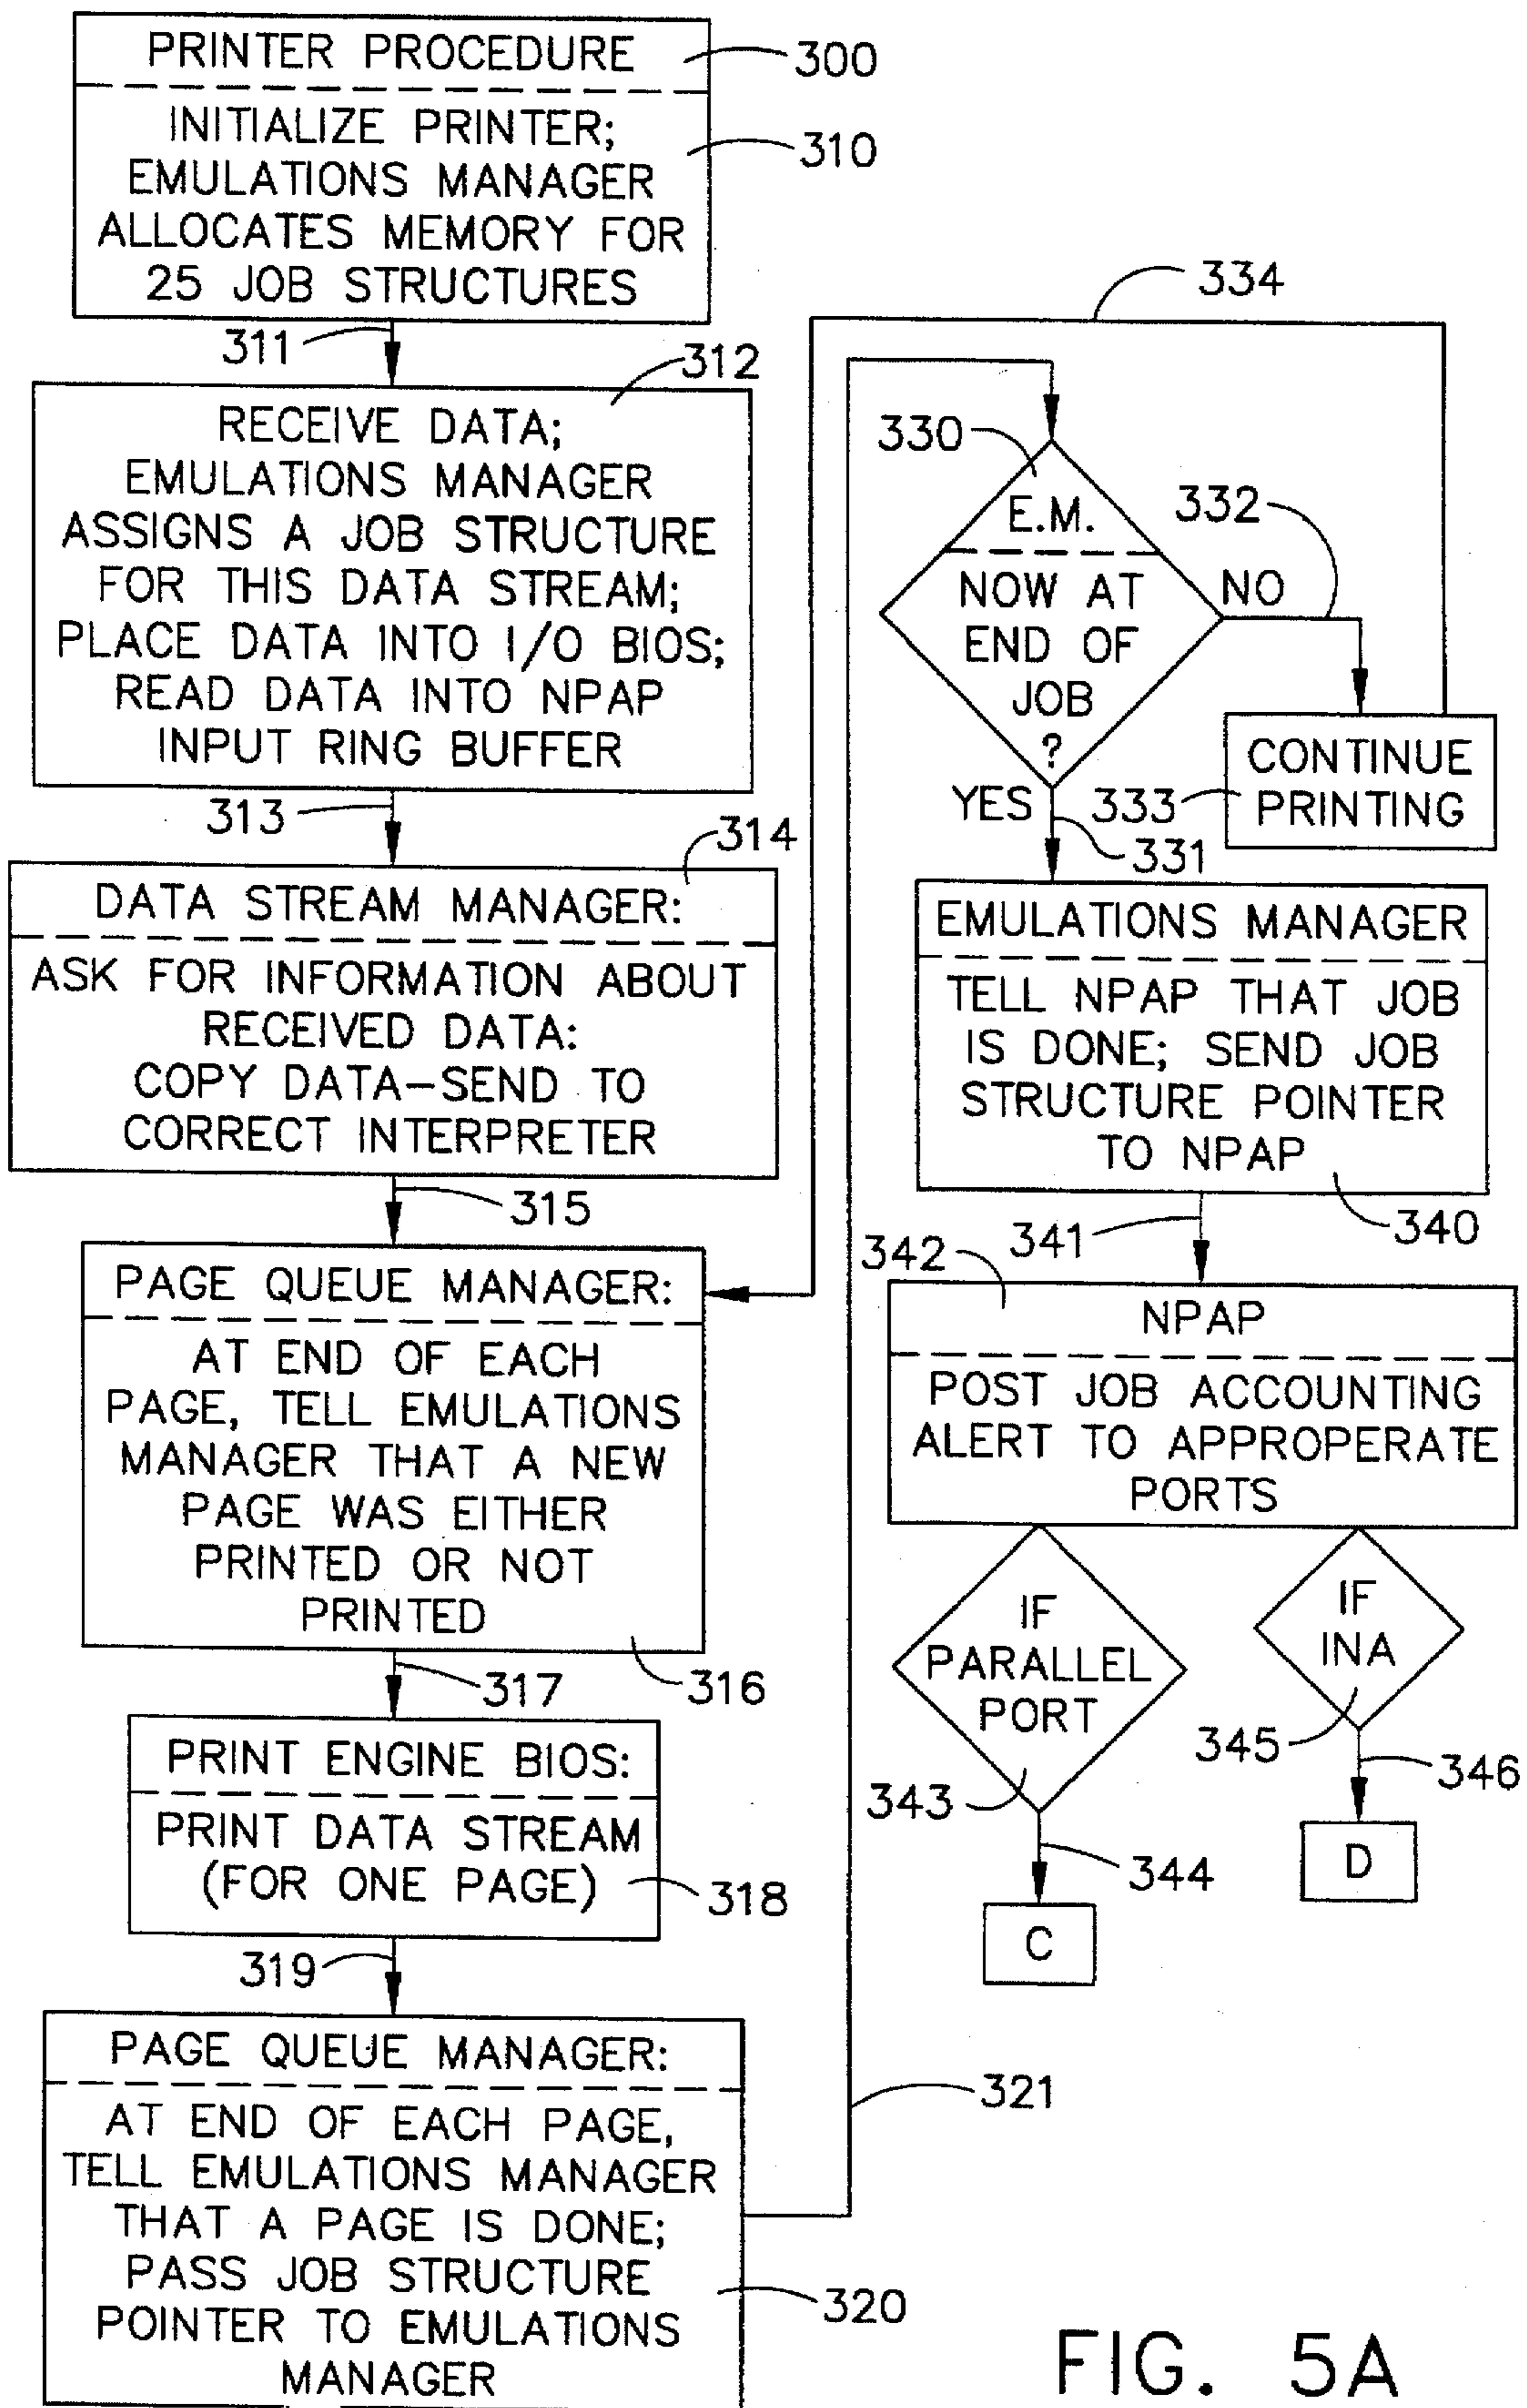 PRINTER PROCEDURE
300
INITIALIZE PRINTER;
EMULATIONS MANAGER
ALLOCATES MEMORY FOR
25 JOB STRUCTURES
310
311
312
RECEIVE DATA;
EMULATIONS MANAGER
ASSIGNS A JOB STRUCTURE
FOR THIS DATA STREAM;
PLACE DATA INTO I/O BIOS;
READ DATA INTO NPAP
INPUT RING BUFFER
313
314
DATA STREAM MANAGER:
ASK FOR INFORMATION ABOUT
RECEIVED DATA:
COPY DATA-SEND TO
CORRECT INTERPRETER
315
PAGE QUEUE MANAGER:
AT END OF EACH
PAGE, TELL EMULATIONS
MANAGER THAT A NEW
PAGE WAS EITHER
PRINTED OR NOT
PRINTED
316
317
PRINT ENGINE BIOS:
PRINT DATA STREAM
(FOR ONE PAGE)
318
319
PAGE QUEUE MANAGER:
AT END OF EACH PAGE,
TELL EMULATIONS MANAGER
THAT A PAGE IS DONE;
PASS JOB STRUCTURE
POINTER TO EMULATIONS
MANAGER
320
321
334
330
E.M.
NOW AT
END OF
JOB
?
NO
332
CONTINUE
PRINTING
333
YES
331
EMULATIONS MANAGER
TELL NPAP THAT JOB
IS DONE; SEND JOB
STRUCTURE POINTER
TO NPAP
340
341
342
NPAP
POST JOB ACCOUNTING
ALERT TO APPROPERATE
PORTS
IF
PARALLEL
PORT
343
344
C
IF
INA
345
346
D
FIG. 5A